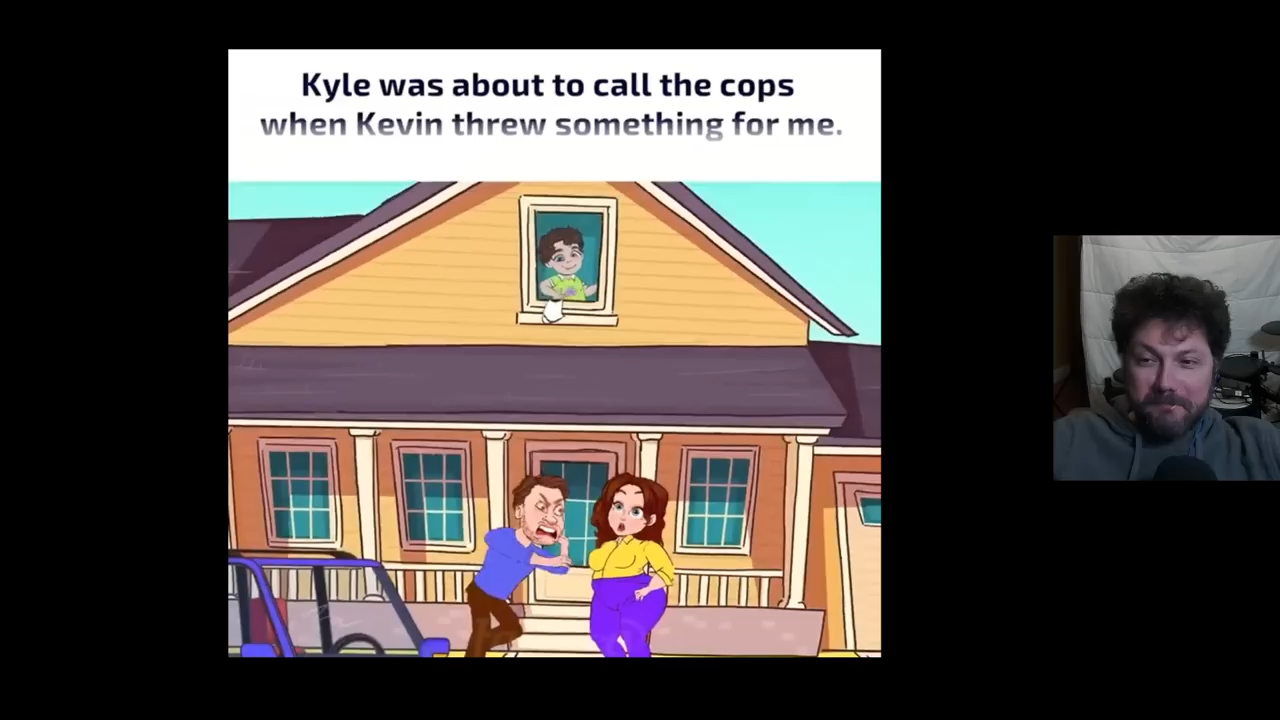 Kyle was about to call the cops
when Kevin threw something for me.